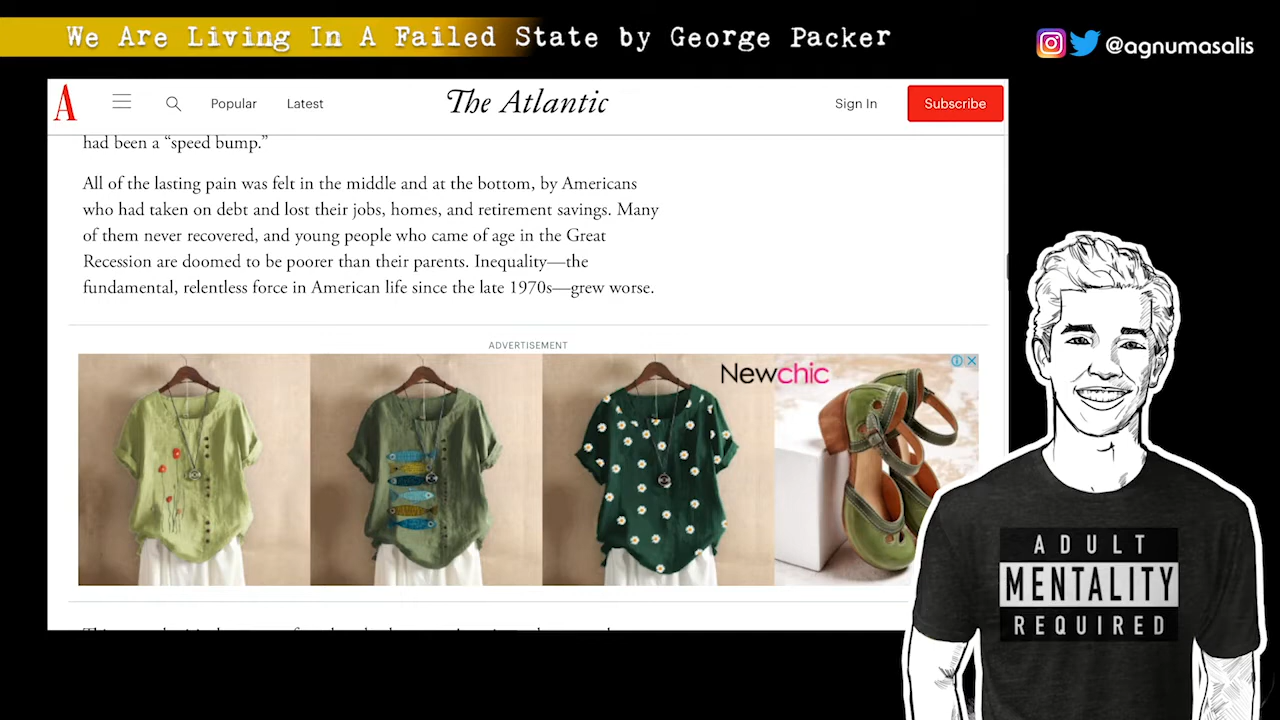 We Are Living In A Failed State by George Packer
@agnumasalis
A
Popular
Latest
The Atlantic
Sign In
Subscribe
had been a “speed bump.”
All of the lasting pain was felt in the middle and at the bottom, by Americans
who had taken on debt and lost their jobs, homes, and retirement savings. Many
of them never recovered, and young people who came of age in the Great
Recession are doomed to be poorer than their parents. Inequality—the
fundamental, relentless force in American life since the late 1970s—grew worse.
ADVERTISEMENT
Newchic
ADULT
MENTALITY
REQUIRED